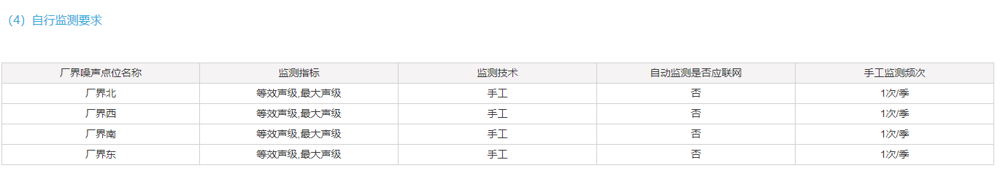 （4）自行监测要求
厂界噪声点位名称 监测指标 监测技术 自动监测是否应联网 手工监测频次
厂界北 等效声级,最大声级 手工 否 1次/季
厂界西 等效声级,最大声级 手工 否 1次/季
厂界南 等效声级,最大声级 手工 否 1次/季
厂界东 等效声级,最大声级 手工 否 1次/季